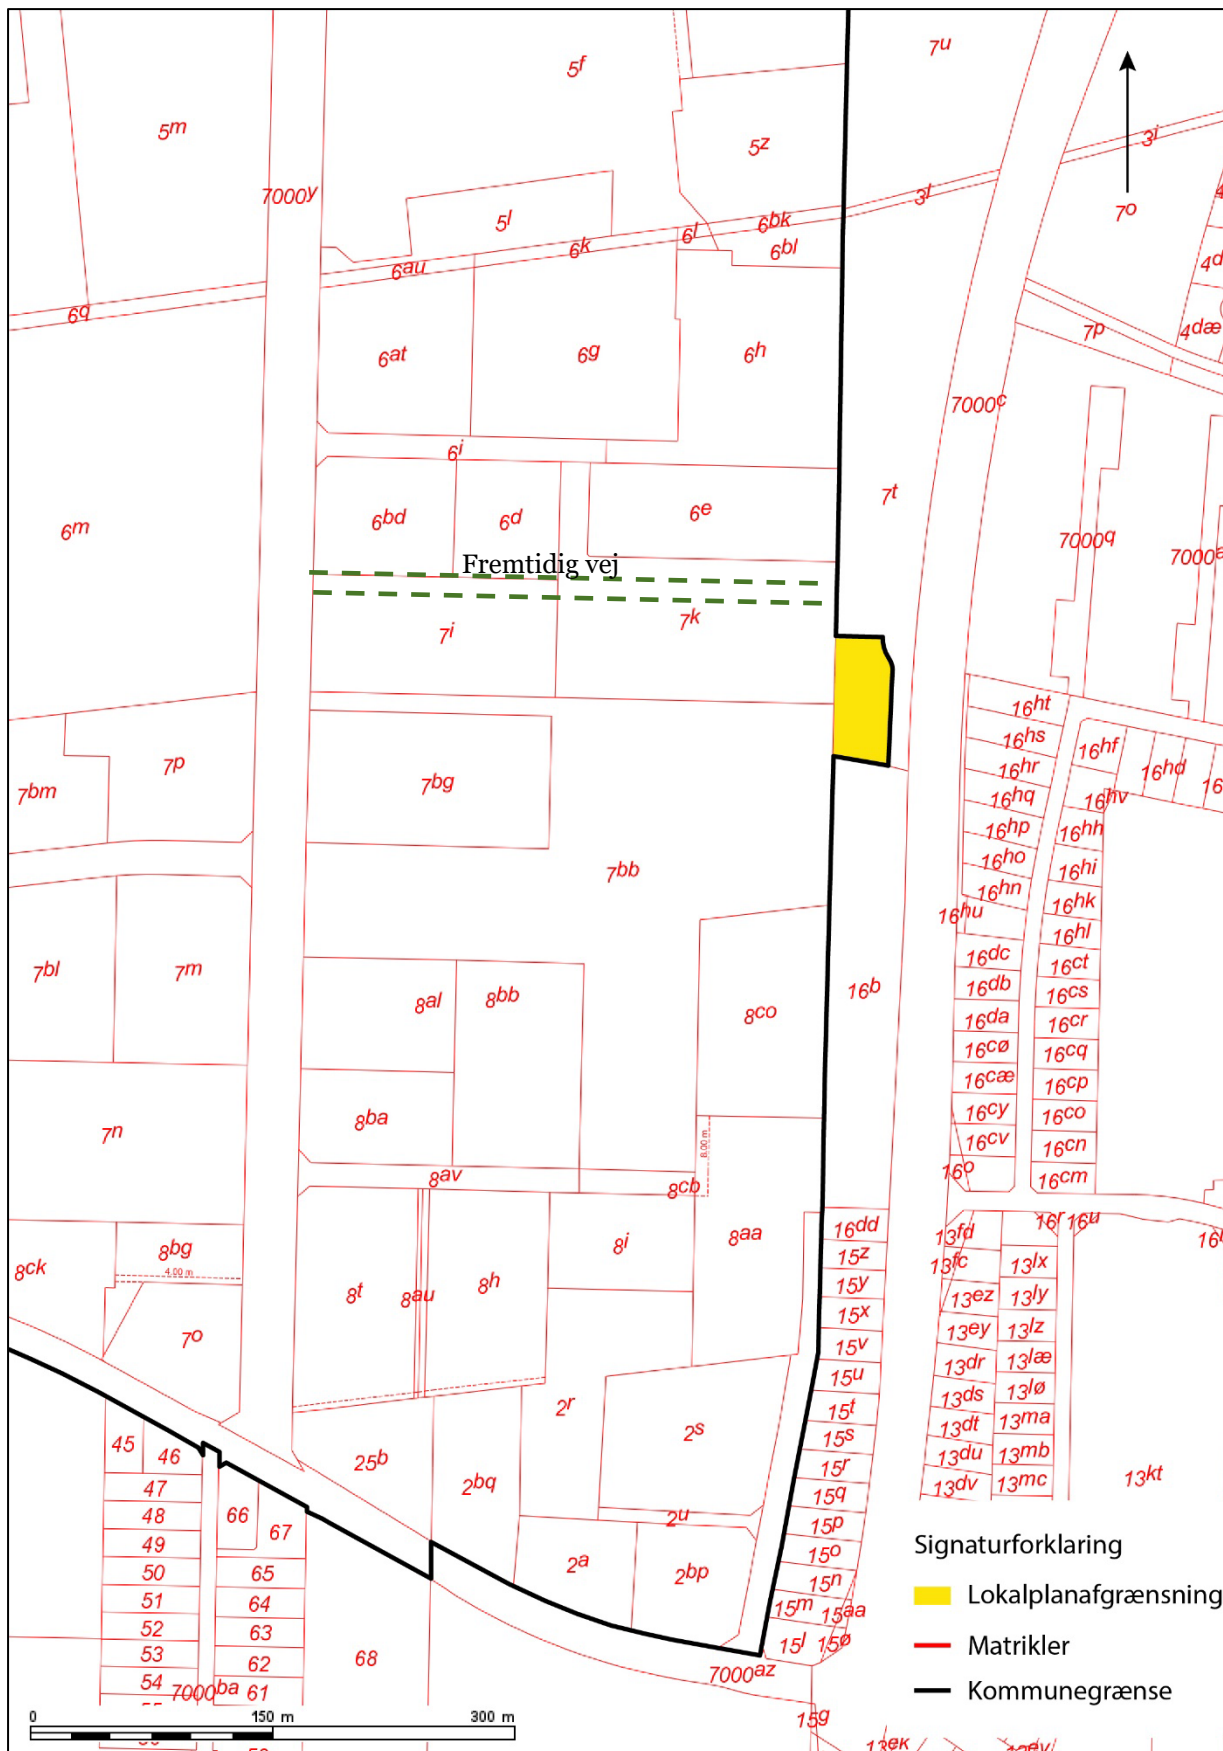 5f
7u
5m
5z
3i
7000y
5l
3l
7o
6bk
6l
6k
6bl
4d
6au
6q
7p
4dæ
6at
6g
6h
7000c
6i
7t
6m
6bd
6d
6e
7000q
7000a
Fremtidig vej
7i
7k
16ht
16hs
16hf
7p
16hr
16hd
16
7bm
7bg
16hq
16hv
16hp
16hh
7bb
16ho
16hi
16hn
16hk
16hu
16hl
7bl
7m
16dc
16ct
8al
8bb
16b
16db
16cs
8co
16da
16cr
16cø
16cq
16cæ
16cp
8ba
16cy
16co
7n
8.00 m
16cv
16cn
8av
8cb
16o
16cm
16dd
13fd
16r
16u
8bg
8i
8aa
15z
13fc
13lx
8ck
4.00 m
8t
8au
8h
15y
13ez
13ly
15x
13ey
13lz
7o
15v
13dr
13læ
15u
13ds
13lø
2r
15t
13dt
13ma
2s
15s
13du
13mb
45
46
25b
2bq
15r
13dv
13mc
13kt
47
15q
48
66
67
2u
15p
49
2a
2bp
15o
Signaturforklaring
50
65
15n
Lokalplanafgrænsning
51
64
15m
15aa
52
63
15l
15ø
Matrikler
53
62
68
7000az
54
7000ba
61
Kommunegrænse
0
150 m
300 m
15g
13ek